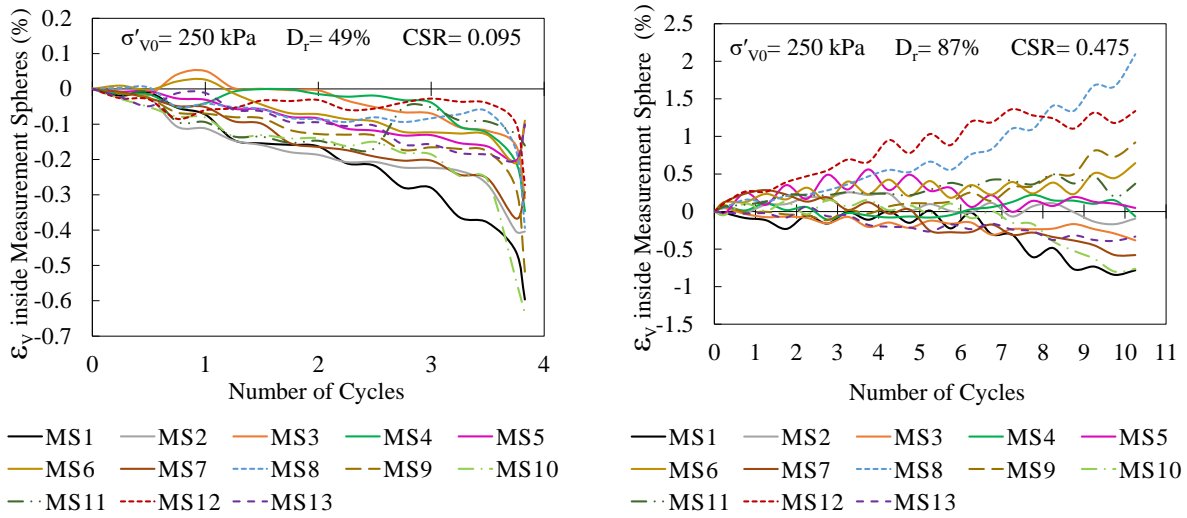 εV inside Measurement Spheres (%)
0.2
0.1
0
-0.1
-0.2
-0.3
-0.4
-0.5
-0.6
-0.7
σ′V0= 250 kPa Dr= 49% CSR= 0.095
0 1 2 3 4
Number of Cycles
MS1 MS2 MS3 MS4 MS5
MS6 MS7 MS8 MS9 MS10
MS11 MS12 MS13
εV inside Measurement Sphere (%)
2.5
2
1.5
1
0.5
0
-0.5
-1
-1.5
σ′V0= 250 kPa Dr= 87% CSR= 0.475
0 1 2 3 4 5 6 7 8 9 10 11
Number of Cycles
MS1 MS2 MS3 MS4 MS5
MS6 MS7 MS8 MS9 MS10
MS11 MS12 MS13